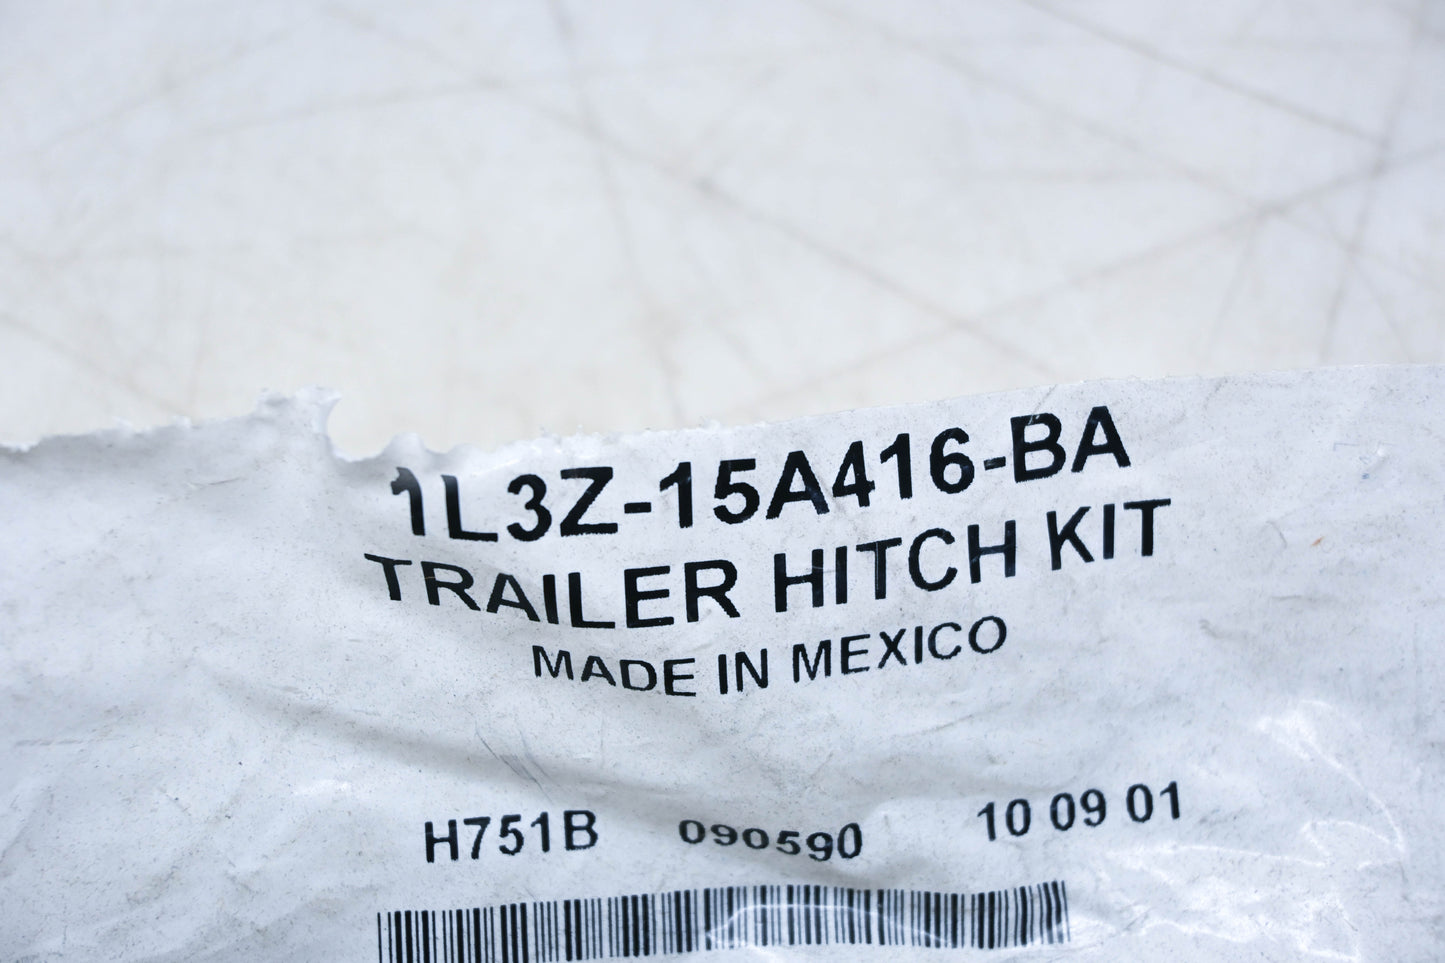 1L3Z-15A416-BA
TRAILER HITCH KIT
MADE IN MEXICO
H751B 090590 10 09 01